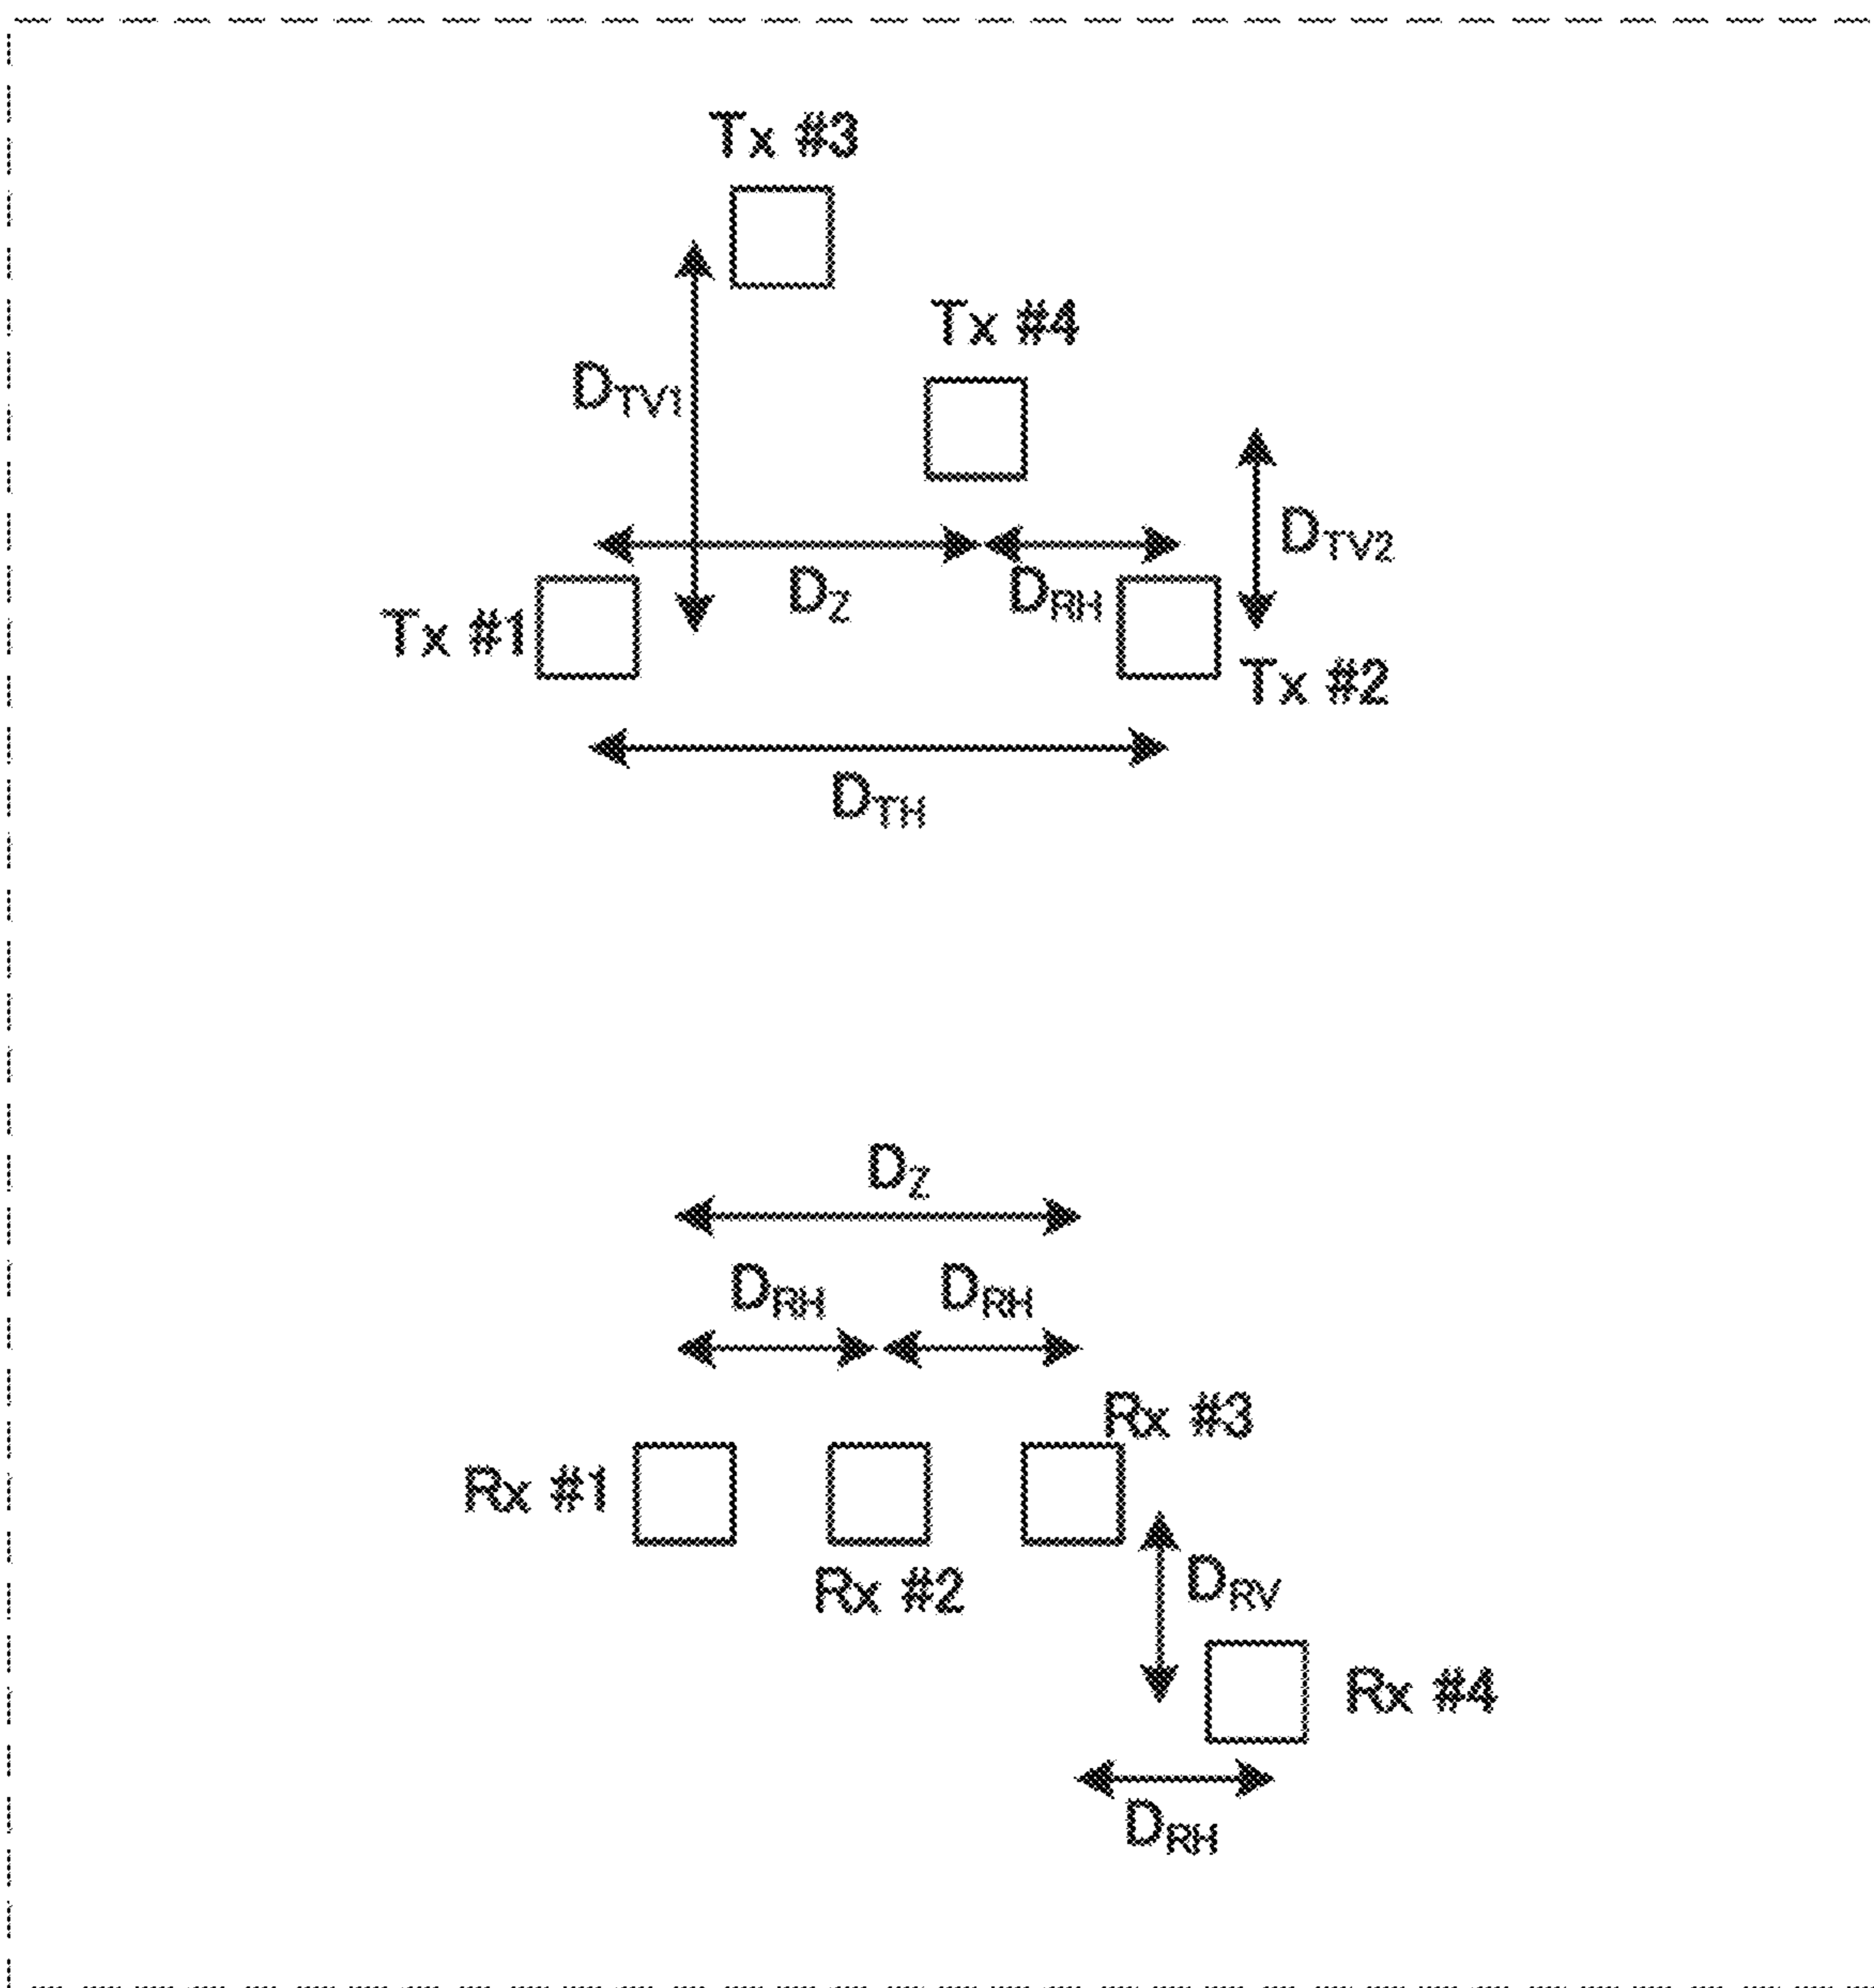 Tx #3
Tx #4
DTV1
DTV2
DZ
DRH
Tx #1
Tx #2
DTH
DZ
DRH
DRH
Rx #3
Rx #1
Rx #2
DRV
Rx #4
DRH